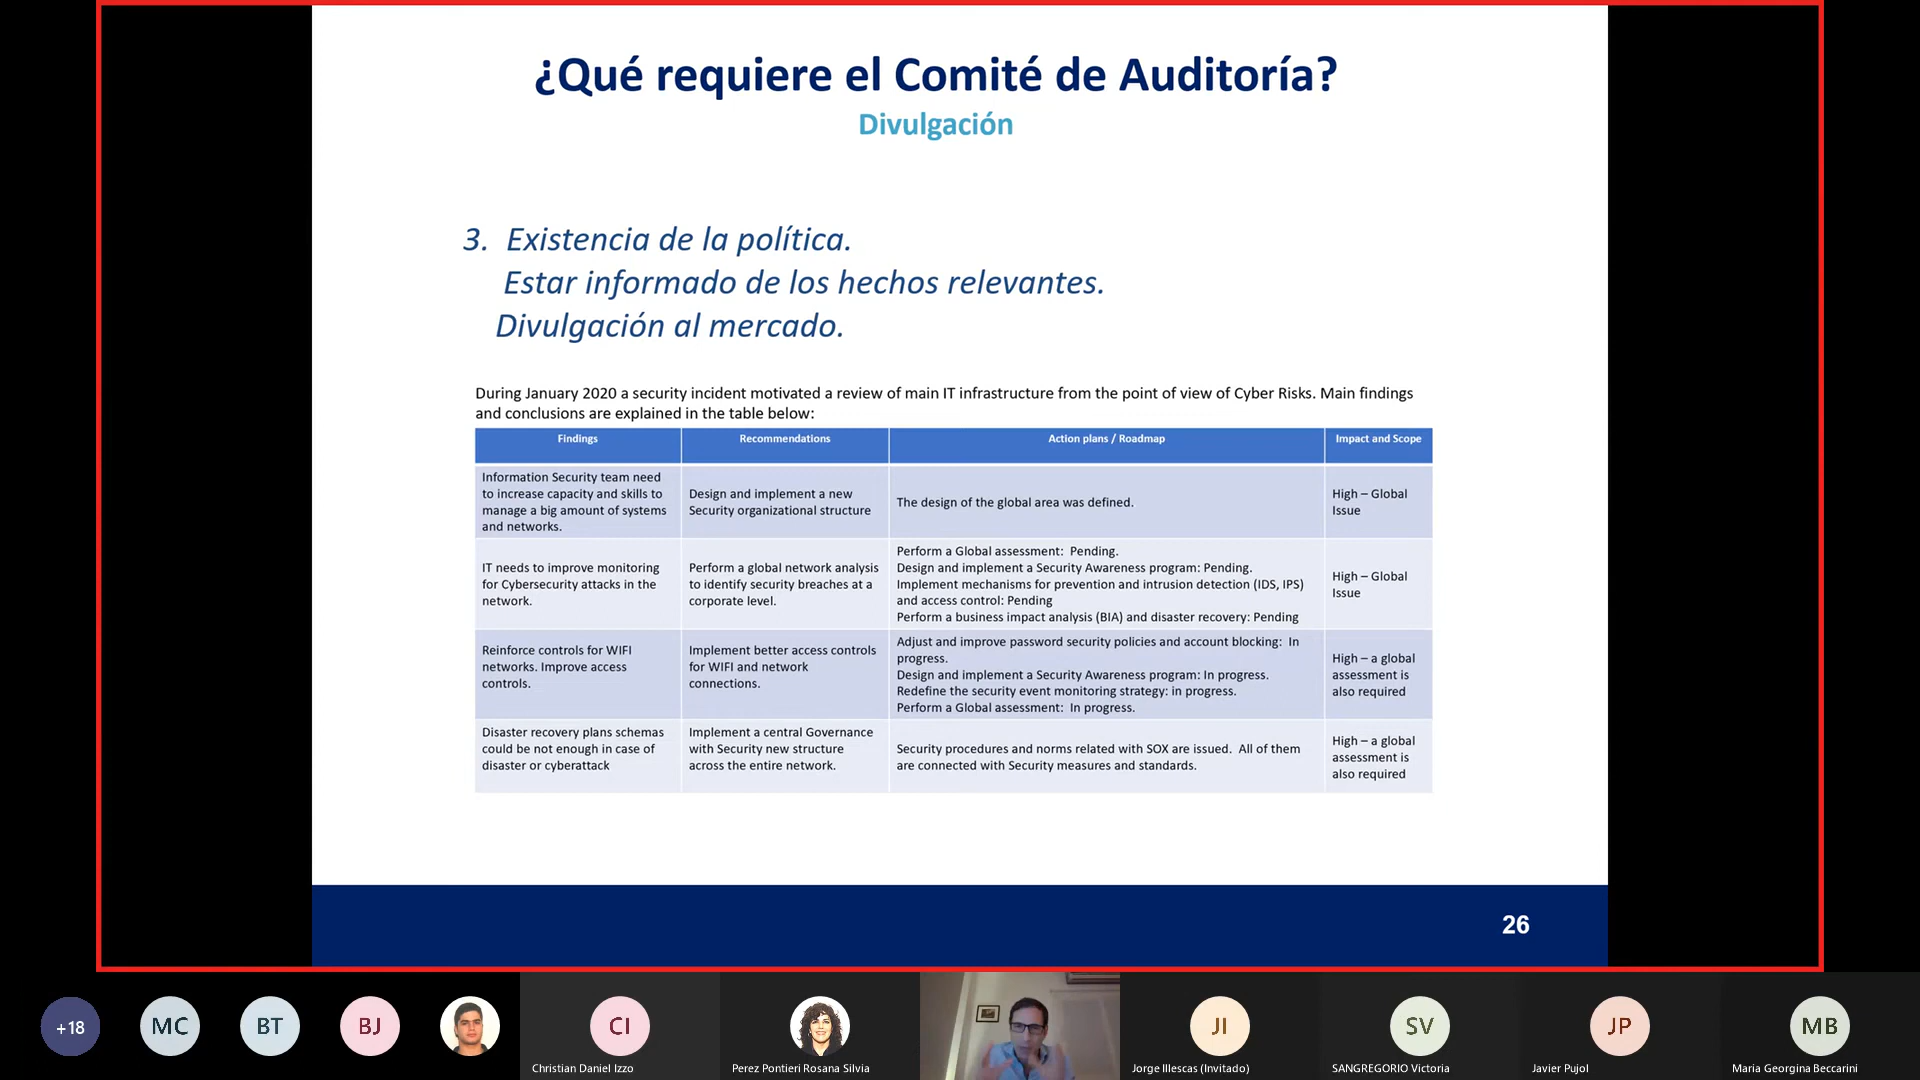 ¿Qué requiere el Comité de Auditoría?
Divulgación
3. Existencia de la política.
Estar informado de los hechos relevantes.
Divulgación al mercado.
During January 2020 a security incident motivated a review of main IT infrastructure from the point of view of Cyber Risks. Main findings
and conclusions are explained in the table below:
Findings
Recommendations
Action plans / Roadmap
Impact and Scope
Information Security team need
to increase capacity and skills to
manage a big amount of systems
and networks.
Design and implement a new
Security organizational structure
The design of the global area was defined.
High – Global
Issue
IT needs to improve monitoring
for Cybersecurity attacks in the
network.
Perform a global network analysis
to identify security breaches at a
corporate level.
Perform a Global assessment: Pending.
Design and implement a Security Awareness program: Pending.
Implement mechanisms for prevention and intrusion detection (IDS, IPS)
and access control: Pending
Perform a business impact analysis (BIA) and disaster recovery: Pending
High – Global
Issue
Reinforce controls for WIFI
networks. Improve access
controls.
Implement better access controls
for WIFI and network
connections.
Adjust and improve password security policies and account blocking: In
progress.
Design and implement a Security Awareness program: In progress.
Redefine the security event monitoring strategy: in progress.
Perform a Global assessment: In progress.
High – a global
assessment is
also required
Disaster recovery plans schemas
could be not enough in case of
disaster or cyberattack
Implement a central Governance
with Security new structure
across the entire network.
Security procedures and norms related with SOX are issued. All of them
are connected with Security measures and standards.
High – a global
assessment is
also required
26
+18
MC
BT
BJ
CI
JI
SV
JP
MB
Christian Daniel Izzo
Perez Pontieri Rosana Silvia
Jorge Illescas (Invitado)
SANGREGORIO Victoria
Javier Pujol
Maria Georgina Beccarini